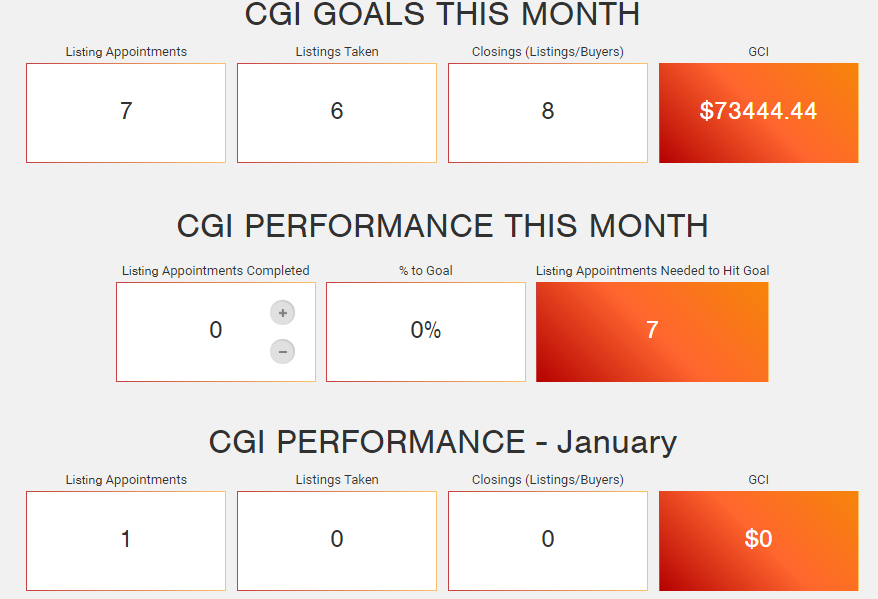 CGI GOALS THIS MONTH
Listing Appointments Listings Taken Closings (Listings/Buyers) GCI
7 6 8 $73444.44
CGI PERFORMANCE THIS MONTH
Listing Appointments Completed % to Goal Listing Appointments Needed to Hit Goal
0 + − 0% 7
CGI PERFORMANCE - January
Listing Appointments Listings Taken Closings (Listings/Buyers) GCI
1 0 0 $0